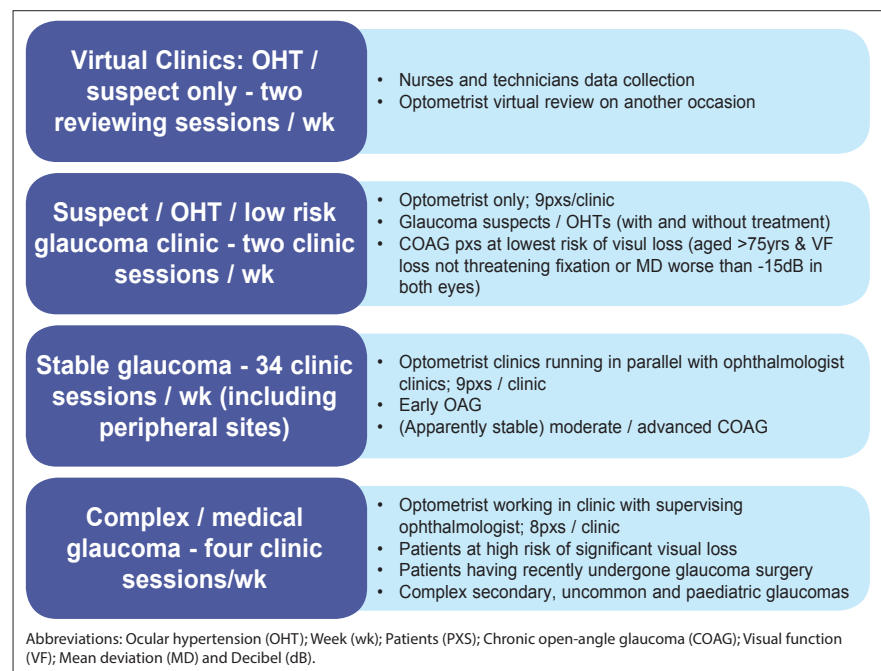 Virtual Clinics: OHT /
suspect only - two
reviewing sessions / wk
• Nurses and technicians data collection
• Optometrist virtual review on another occasion
Suspect / OHT / low risk
glaucoma clinic - two clinic
sessions / wk
• Optometrist only; 9pxs/clinic
• Glaucoma suspects / OHTs (with and without treatment)
• COAG pxs at lowest risk of visul loss (aged >75yrs & VF
loss not threatening fixation or MD worse than -15dB in
both eyes)
Stable glaucoma - 34 clinic
sessions / wk (including
peripheral sites)
• Optometrist clinics running in parallel with ophthalmologist
clinics; 9pxs / clinic
• Early OAG
• (Apparently stable) moderate / advanced COAG
Complex / medical
glaucoma - four clinic
sessions/wk
• Optometrist working in clinic with supervising
ophthalmologist; 8pxs / clinic
• Patients at high risk of significant visual loss
• Patients having recently undergone glaucoma surgery
• Complex secondary, uncommon and paediatric glaucomas
Abbreviations: Ocular hypertension (OHT); Week (wk); Patients (PXS); Chronic open-angle glaucoma (COAG); Visual function
(VF); Mean deviation (MD) and Decibel (dB).